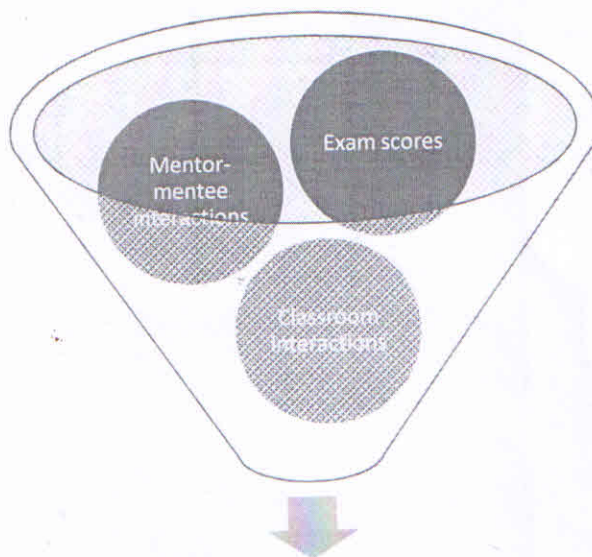 Mentor-
mentee
interactions
Exam scores
Classroom
interactions